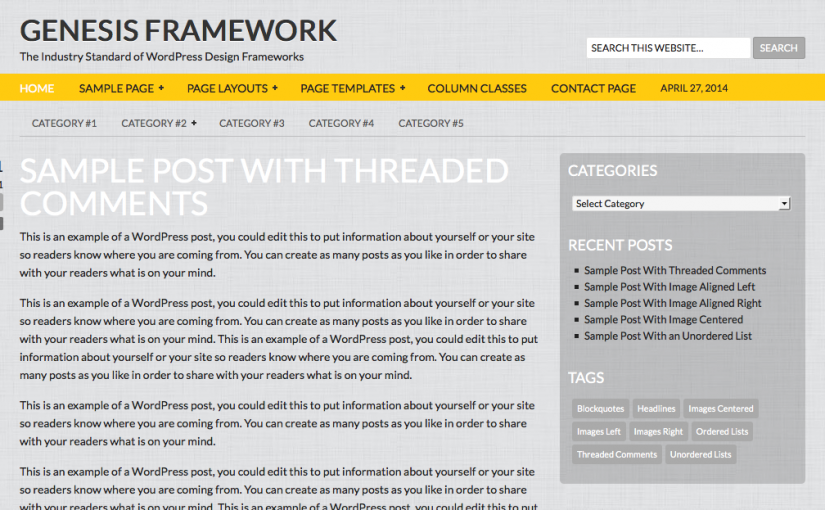 GENESIS FRAMEWORK
The Industry Standard of WordPress Design Frameworks
SEARCH THIS WEBSITE...
SEARCH
HOME SAMPLE PAGE + PAGE LAYOUTS + PAGE TEMPLATES + COLUMN CLASSES CONTACT PAGE APRIL 27, 2014
CATEGORY #1 CATEGORY #2 + CATEGORY #3 CATEGORY #4 CATEGORY #5
SAMPLE POST WITH THREADED
COMMENTS
This is an example of a WordPress post, you could edit this to put information about yourself or your site
so readers know where you are coming from. You can create as many posts as you like in order to share
with your readers what is on your mind.
This is an example of a WordPress post, you could edit this to put information about yourself or your site
so readers know where you are coming from. You can create as many posts as you like in order to share
with your readers what is on your mind. This is an example of a WordPress post, you could edit this to put
information about yourself or your site so readers know where you are coming from. You can create as
many posts as you like in order to share with your readers what is on your mind.
This is an example of a WordPress post, you could edit this to put information about yourself or your site
so readers know where you are coming from. You can create as many posts as you like in order to share
with your readers what is on your mind.
This is an example of a WordPress post, you could edit this to put information about yourself or your site
so readers know where you are coming from. You can create as many posts as you like in order to share
with your readers what is on your mind. This is an example of a WordPress post, you could edit this to put
CATEGORIES
Select Category
RECENT POSTS
Sample Post With Threaded Comments
Sample Post With Image Aligned Left
Sample Post With Image Aligned Right
Sample Post With Image Centered
Sample Post With an Unordered List
TAGS
Blockquotes Headlines Images Centered
Images Left Images Right Ordered Lists
Threaded Comments Unordered Lists